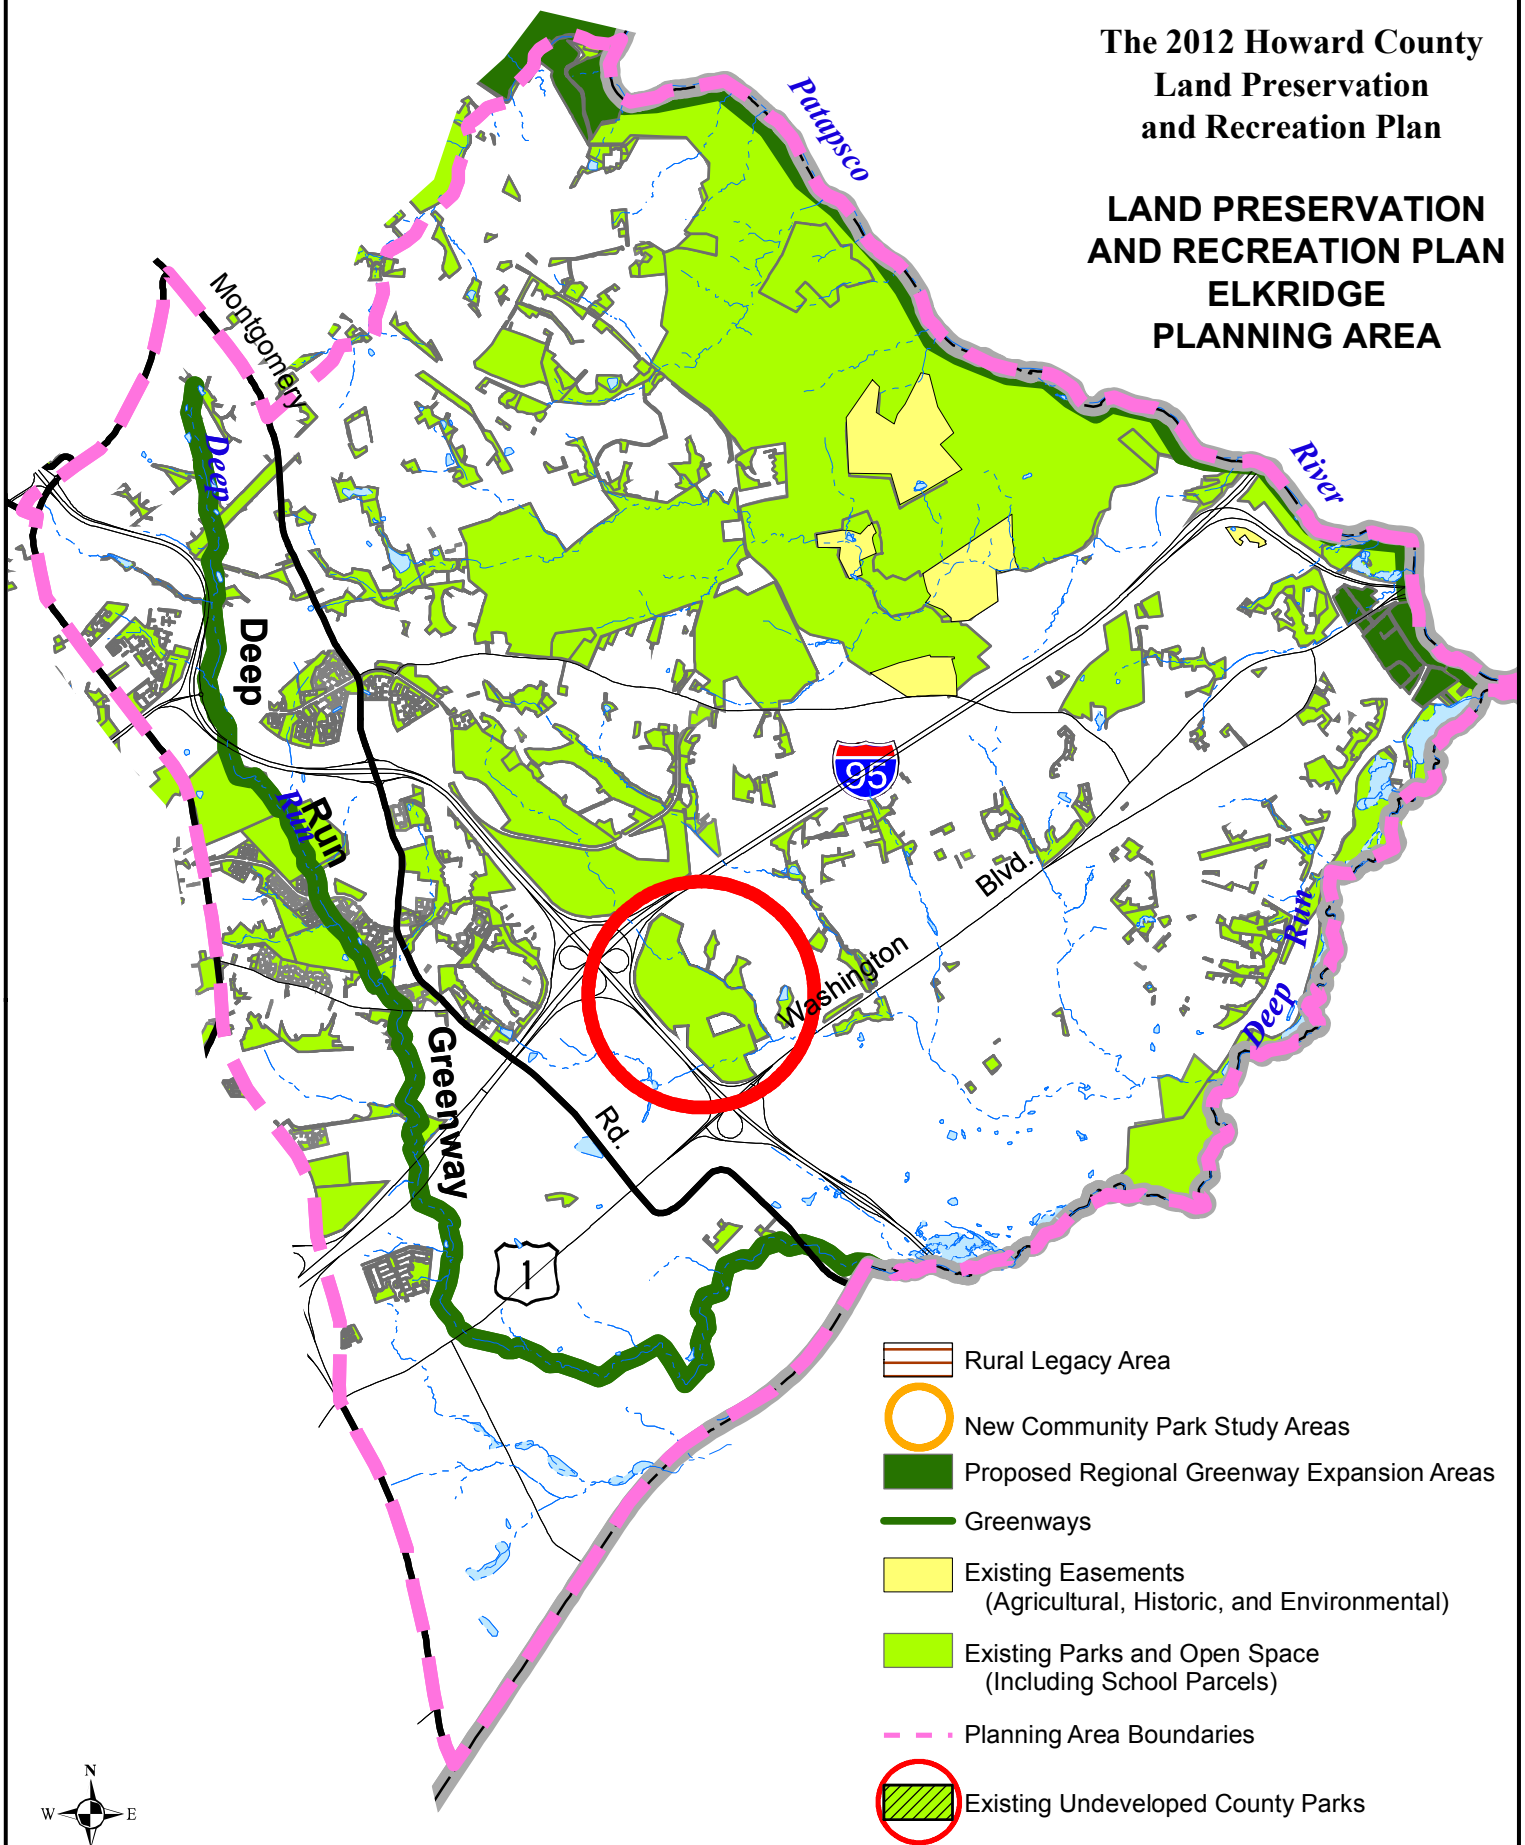 The 2012 Howard County
Land Preservation
and Recreation Plan
LAND PRESERVATION
AND RECREATION PLAN
ELKRIDGE
PLANNING AREA
Patapsco
River
Montgomery
Deep
Deep
Run
Run
95
Blvd.
Washington
Run
Deep
Greenway
Rd.
1
Rural Legacy Area
New Community Park Study Areas
Proposed Regional Greenway Expansion Areas
Greenways
Existing Easements
(Agricultural, Historic, and Environmental)
Existing Parks and Open Space
(Including School Parcels)
Planning Area Boundaries
Existing Undeveloped County Parks
N
W E